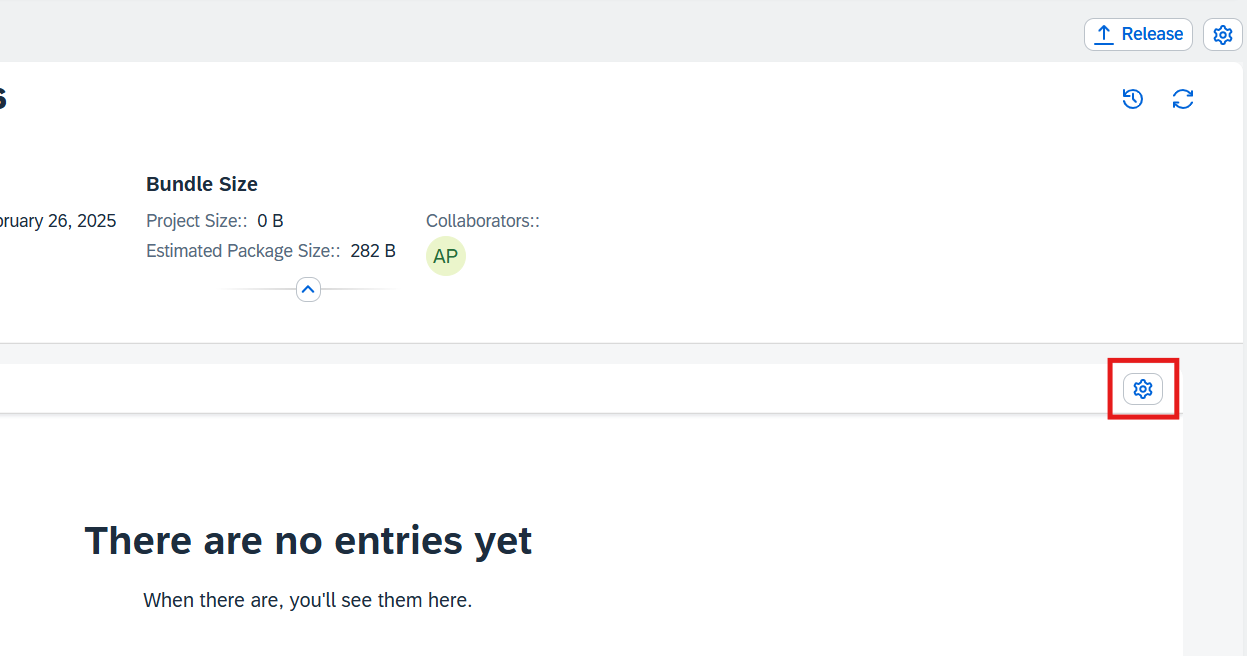 Release
s
Bundle Size
bruary 26, 2025
Project Size:: 0 B
Collaborators::
Estimated Package Size:: 282 B
AP
There are no entries yet
When there are, you'll see them here.